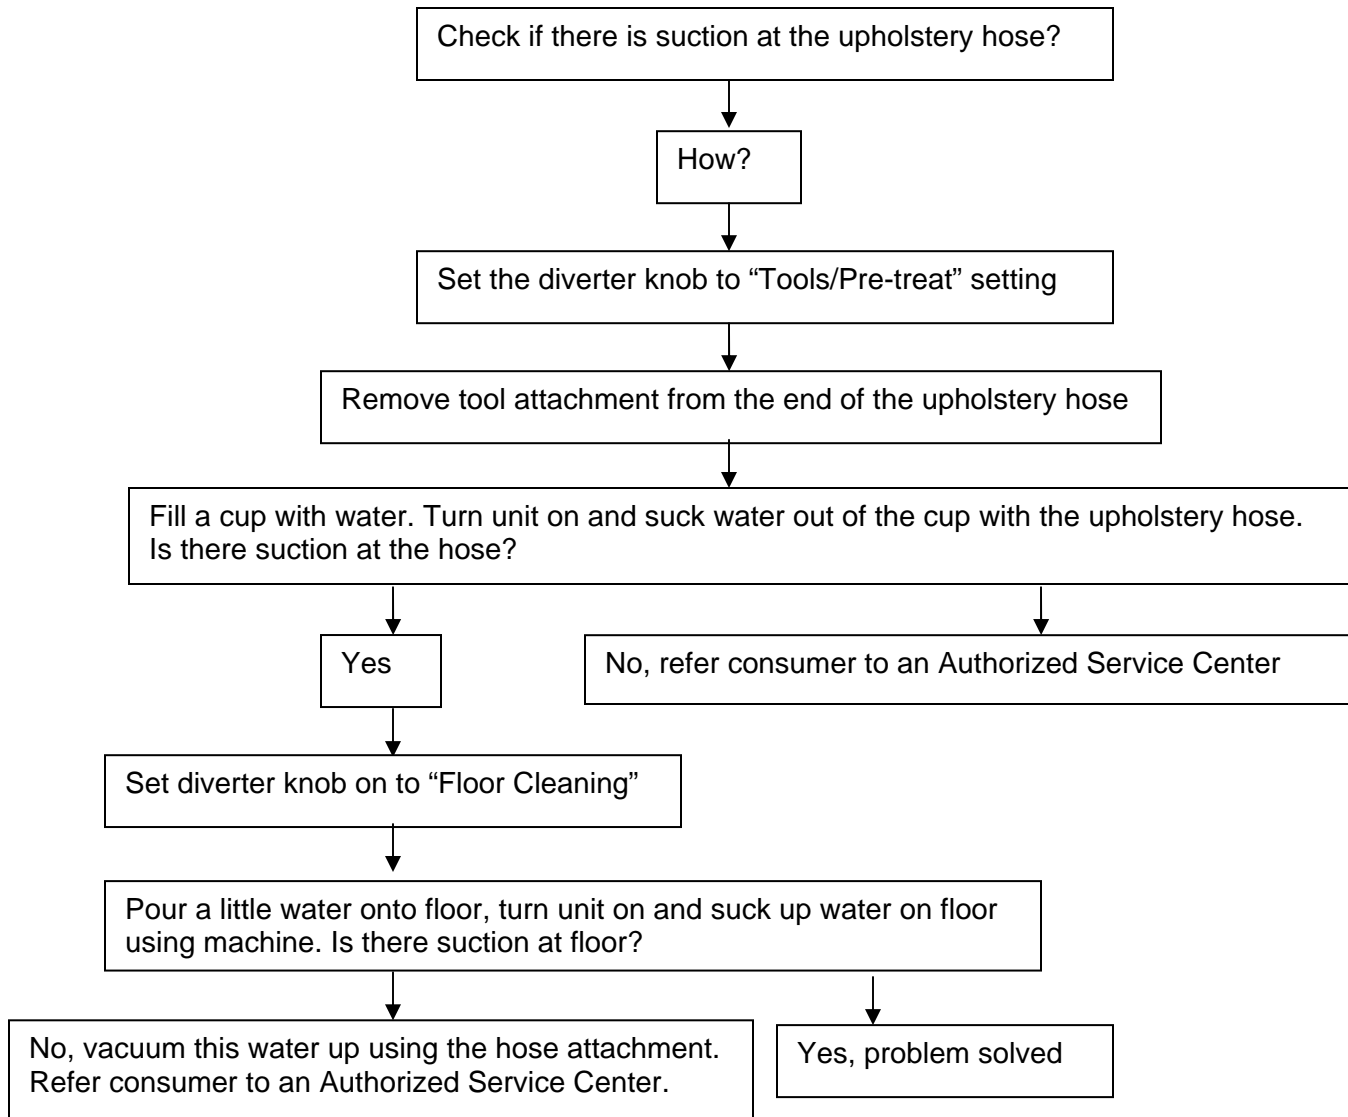 Check if there is suction at the upholstery hose?
How?
Set the diverter knob to “Tools/Pre-treat” setting
Remove tool attachment from the end of the upholstery hose
Fill a cup with water. Turn unit on and suck water out of the cup with the upholstery hose.
Is there suction at the hose?
Yes
No, refer consumer to an Authorized Service Center
Set diverter knob on to “Floor Cleaning”
Pour a little water onto floor, turn unit on and suck up water on floor
using machine. Is there suction at floor?
No, vacuum this water up using the hose attachment.
Refer consumer to an Authorized Service Center.
Yes, problem solved